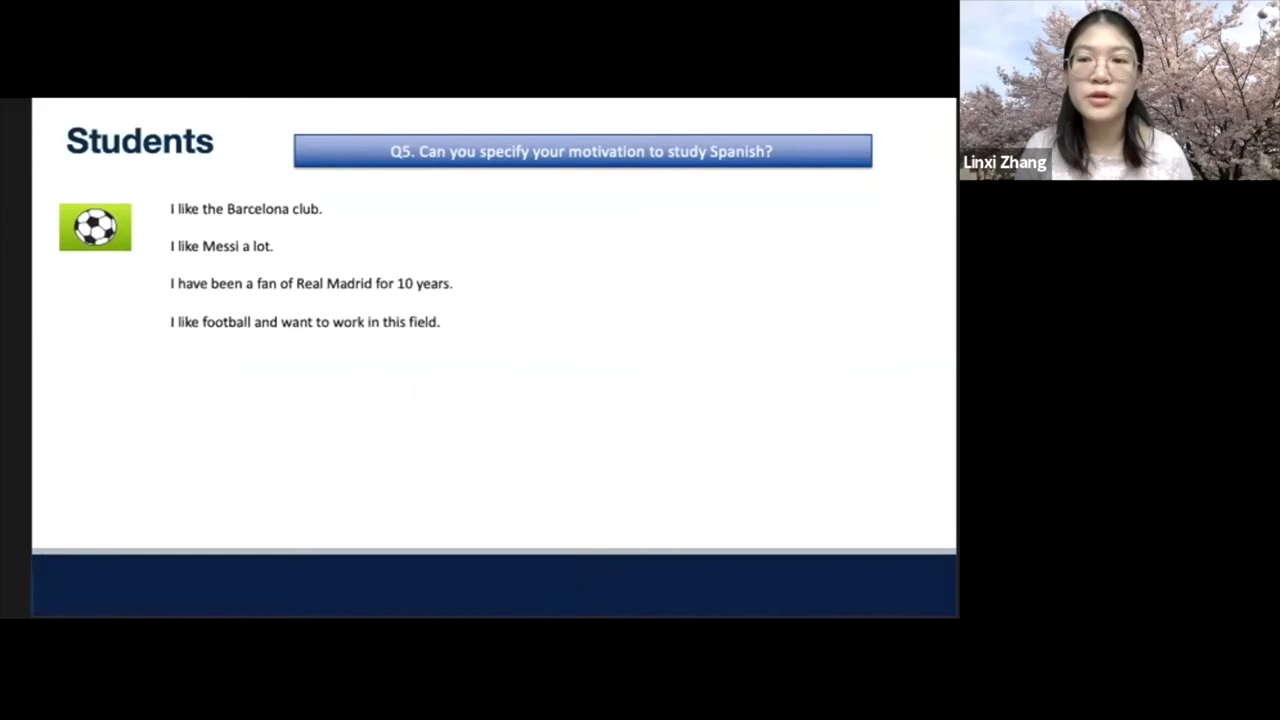 Students
Q5. Can you specify your motivation to study Spanish?
I like the Barcelona club.
I like Messi a lot.
I have been a fan of Real Madrid for 10 years.
I like football and want to work in this field.
Linxi Zhang